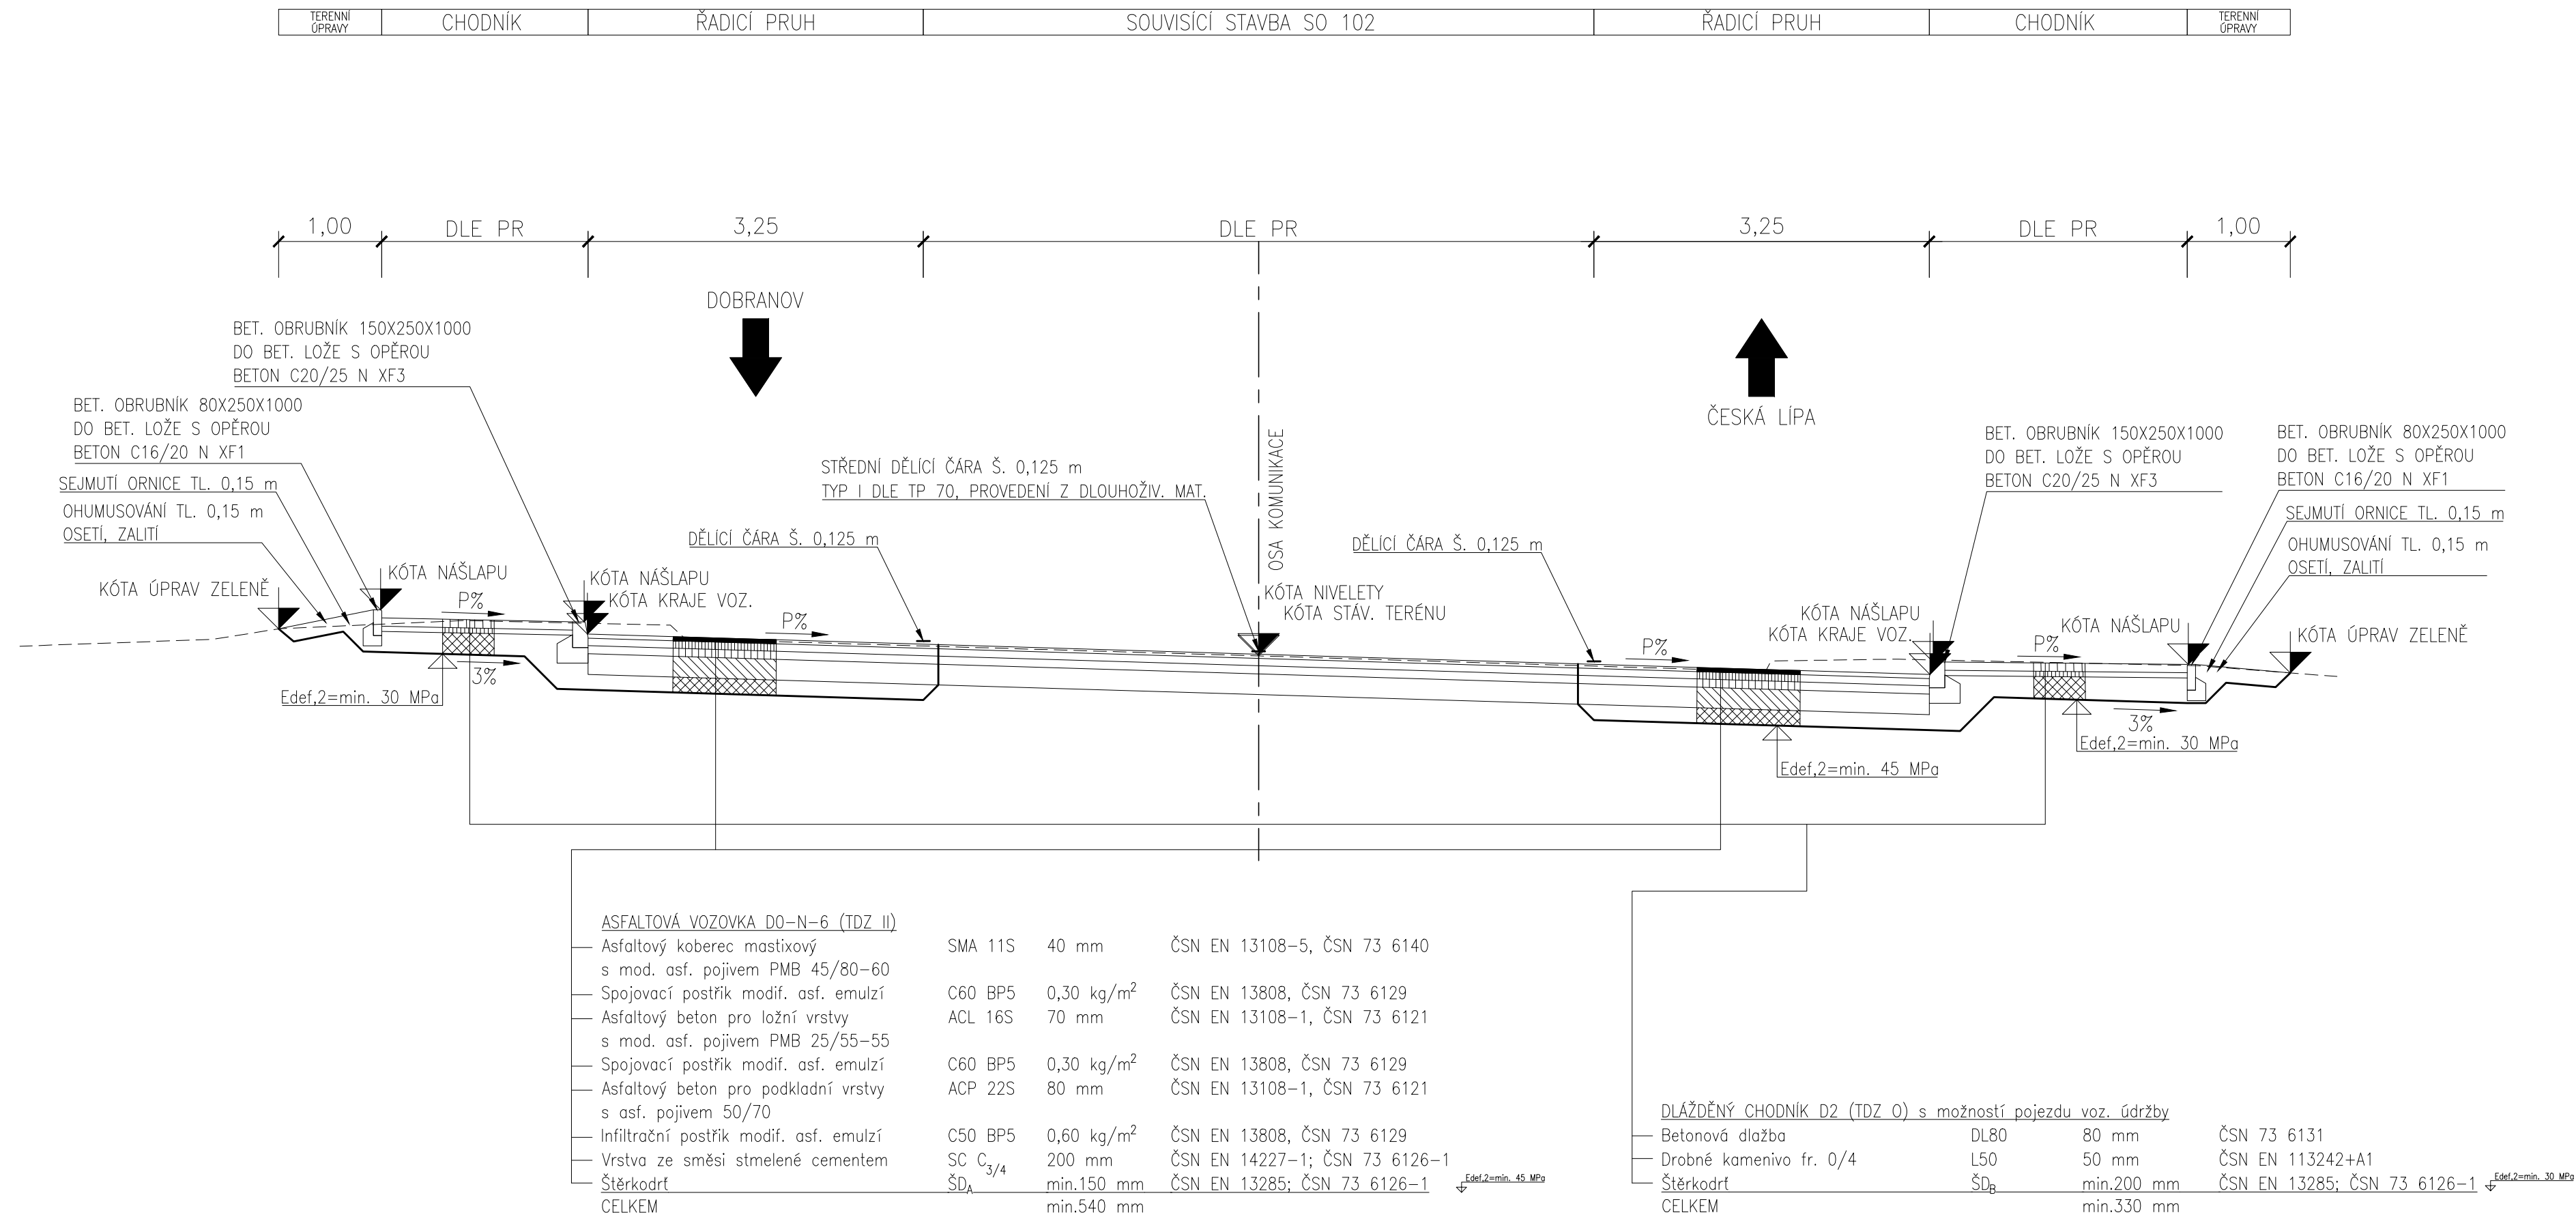 TERENNÍ
ÚPRAVY
CHODNÍK
ŘADICÍ PRUH
SOUVISÍCÍ STAVBA SO 102
ŘADICÍ PRUH
CHODNÍK
TERENNÍ
ÚPRAVY
1,00
DLE PR
3,25
DLE PR
3,25
DLE PR
1,00
DOBRANOV
ČESKÁ LÍPA
BET. OBRUBNÍK 150X250X1000
DO BET. LOŽE S OPĚROU
BETON C20/25 N XF3
BET. OBRUBNÍK 80X250X1000
DO BET. LOŽE S OPĚROU
BETON C16/20 N XF1
SEJMUTÍ ORNICE TL. 0,15 m
OHUMUSOVÁNÍ TL. 0,15 m
OSETÍ, ZALITÍ
KÓTA ÚPRAV ZELENĚ
KÓTA NÁŠLAPU
P%
KÓTA NÁŠLAPU
KÓTA KRAJE VOZ.
P%
3%
Edef,2=min. 30 MPa
DĚLÍCÍ ČÁRA Š. 0,125 m
STŘEDNÍ DĚLÍCÍ ČÁRA Š. 0,125 m
TYP I DLE TP 70, PROVEDENÍ Z DLOUHOŽIV. MAT.
OSA KOMUNIKACE
KÓTA NIVELETY
KÓTA STÁV. TERÉNU
DĚLÍCÍ ČÁRA Š. 0,125 m
P%
BET. OBRUBNÍK 150X250X1000
DO BET. LOŽE S OPĚROU
BETON C20/25 N XF3
BET. OBRUBNÍK 80X250X1000
DO BET. LOŽE S OPĚROU
BETON C16/20 N XF1
SEJMUTÍ ORNICE TL. 0,15 m
OHUMUSOVÁNÍ TL. 0,15 m
OSETÍ, ZALITÍ
KÓTA NÁŠLAPU
KÓTA KRAJE VOZ.
KÓTA NÁŠLAPU
P%
KÓTA ÚPRAV ZELENĚ
3%
Edef,2=min. 30 MPa
Edef,2=min. 45 MPa
ASFALTOVÁ VOZOVKA D0-N-6 (TDZ II)
Asfaltový koberec mastixový SMA 11S 40 mm ČSN EN 13108-5, ČSN 73 6140
s mod. asf. pojivem PMB 45/80-60
Spojovací postřik modif. asf. emulzí C60 BP5 0,30 kg/m² ČSN EN 13808, ČSN 73 6129
Asfaltový beton pro ložní vrstvy ACL 16S 70 mm ČSN EN 13108-1, ČSN 73 6121
s mod. asf. pojivem PMB 25/55-55
Spojovací postřik modif. asf. emulzí C60 BP5 0,30 kg/m² ČSN EN 13808, ČSN 73 6129
Asfaltový beton pro podkladní vrstvy ACP 22S 80 mm ČSN EN 13108-1, ČSN 73 6121
s asf. pojivem 50/70
Infiltrační postřik modif. asf. emulzí C50 BP5 0,60 kg/m² ČSN EN 13808, ČSN 73 6129
Vrstva ze směsi stmelené cementem SC C3/4 200 mm ČSN EN 14227-1; ČSN 73 6126-1
Štěrkodrť ŠDA min.150 mm ČSN EN 13285; ČSN 73 6126-1 Edef,2=min. 45 MPa
CELKEM min.540 mm
DLÁŽDĚNÝ CHODNÍK D2 (TDZ O) s možností pojezdu voz. údržby
Betonová dlažba DL80 80 mm ČSN 73 6131
Drobné kamenivo fr. 0/4 L50 50 mm ČSN EN 113242+A1
Štěrkodrť ŠDB min.200 mm ČSN EN 13285; ČSN 73 6126-1 Edef,2=min. 30 MPa
CELKEM min.330 mm